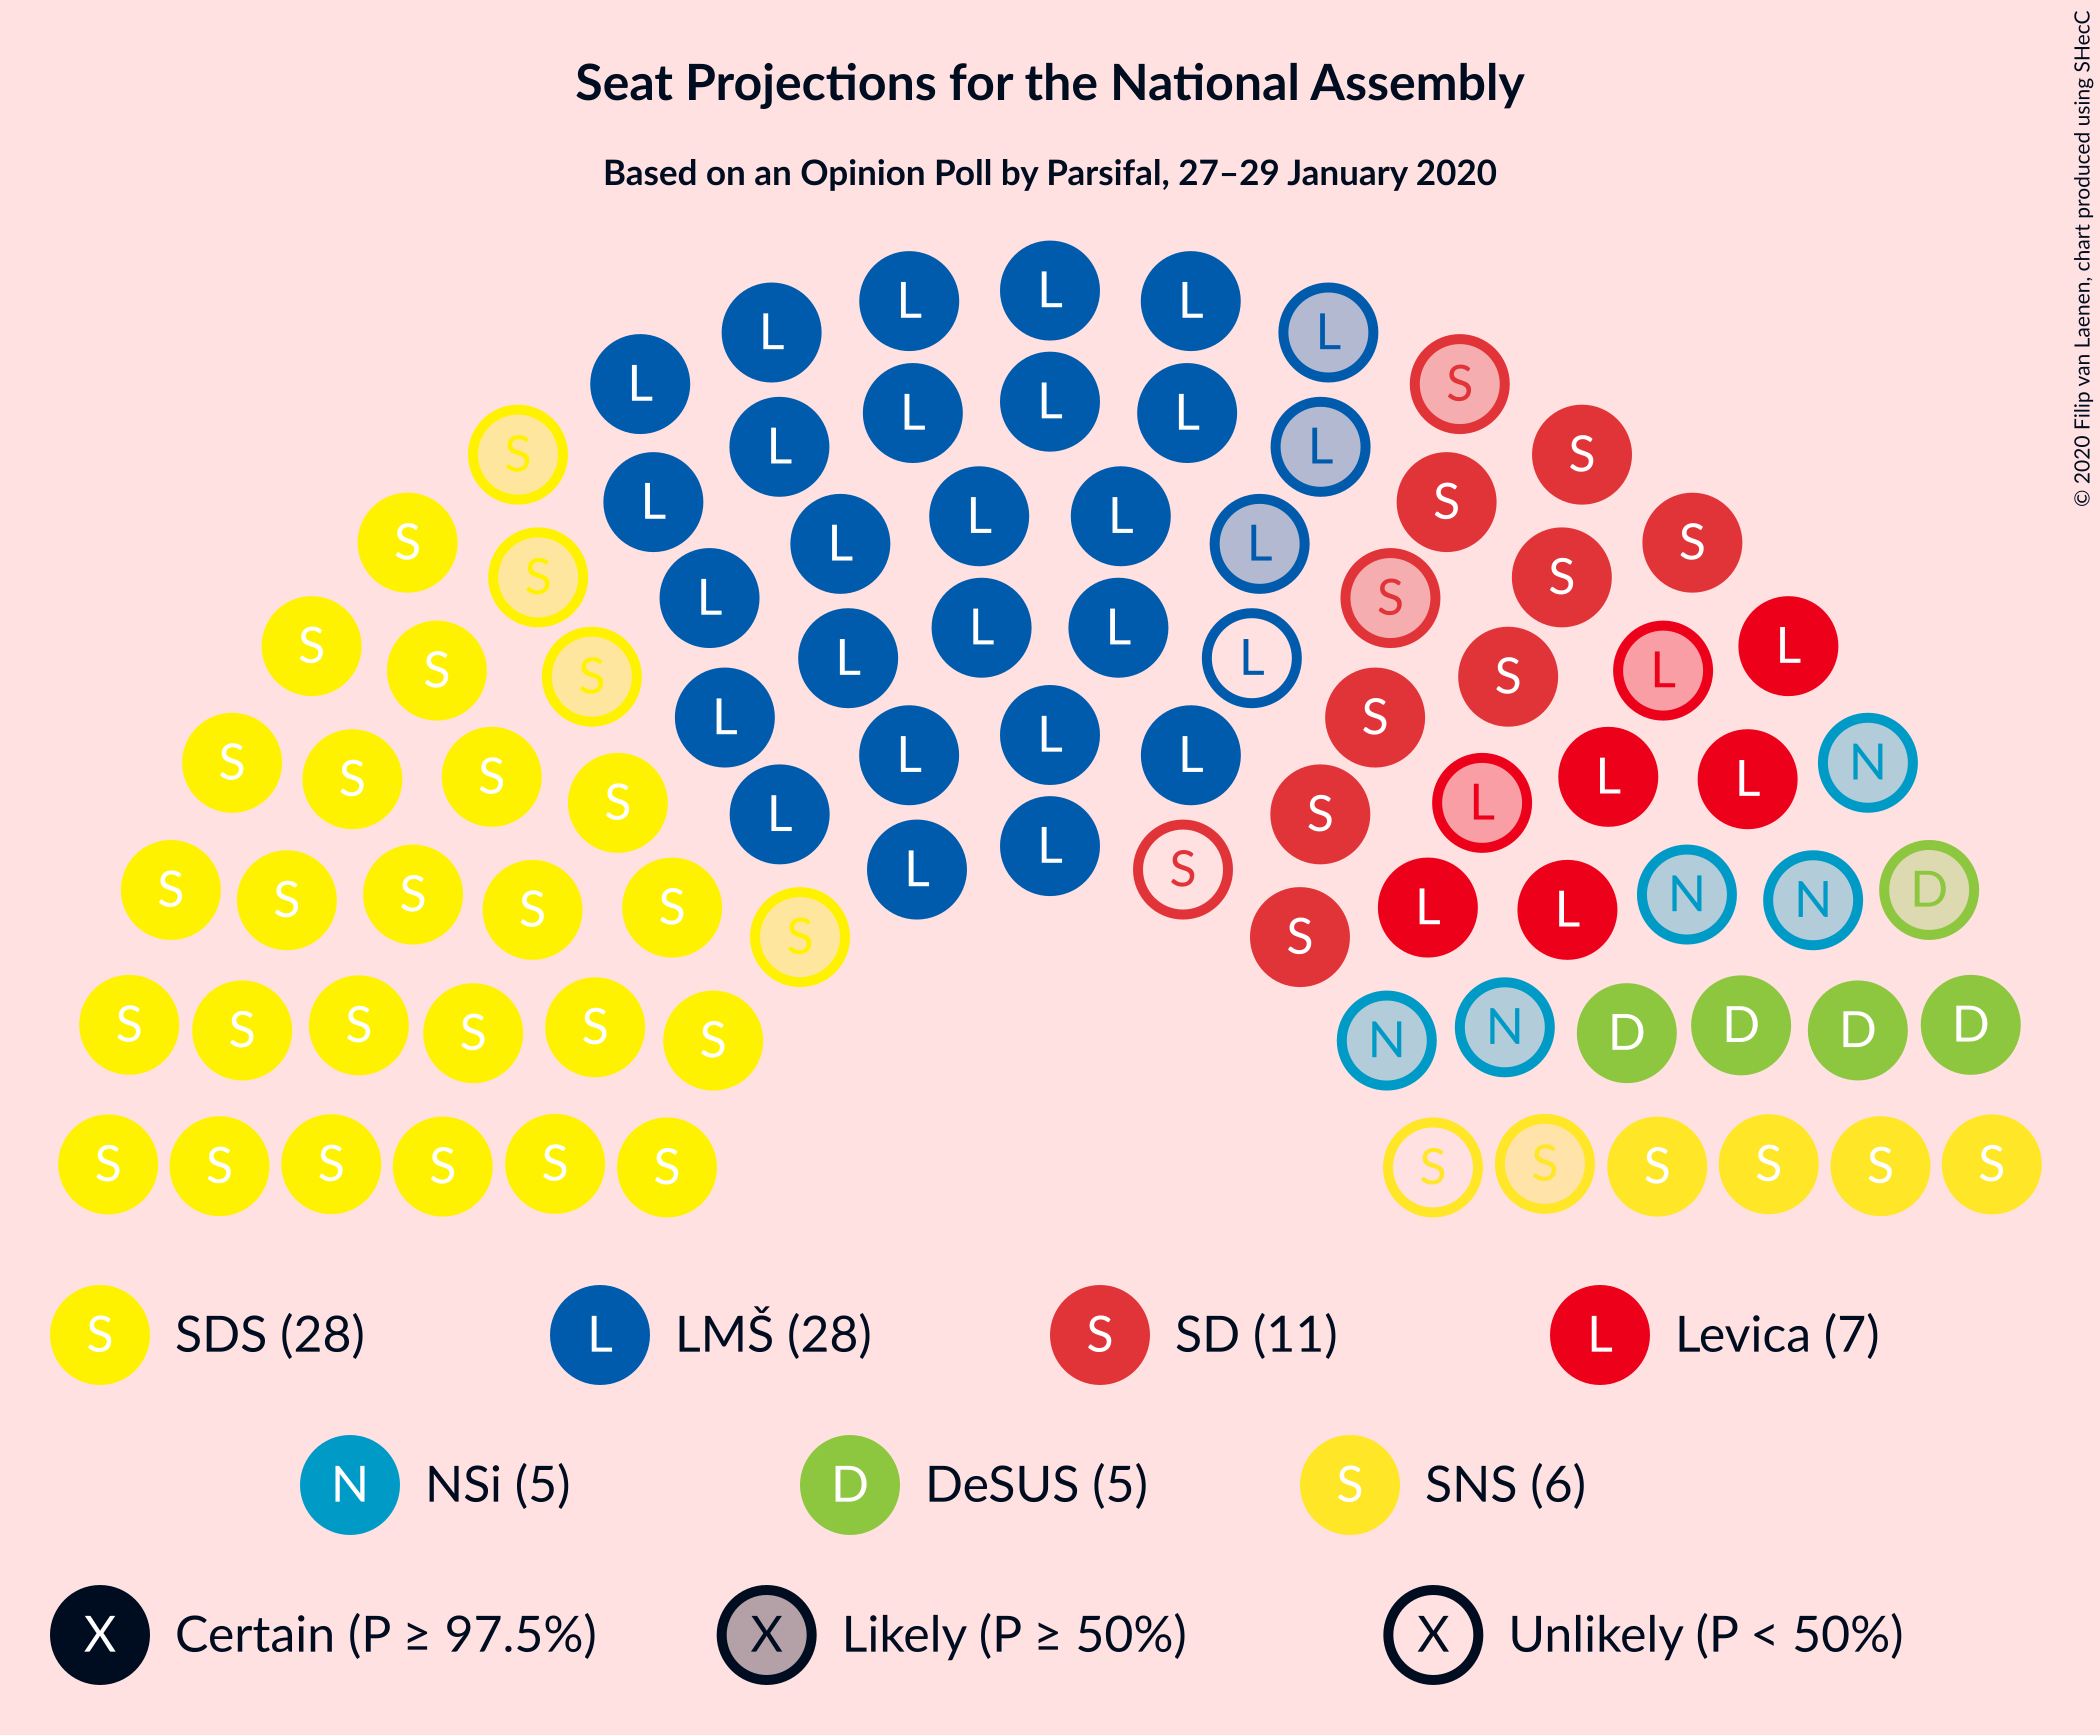 Seat Projections for the National Assembly
Based on an Opinion Poll by Parsifal, 27–29 January 2020
© 2020 Filip van Laenen, chart produced using SHecC
L L L
L L
L S
S L L L S
L L
S L L S S
L L
S L L S
S L L
L L S
S S L L
S L S
S L L S
L L L
S S S S L L L N
L S
L L S
S S S S S L L N N D
S S
S S S S S S N N D D D D
S S S S S S S S S S S S
S SDS (28) L LMŠ (28) S SD (11) L Levica (7)
N NSi (5) D DeSUS (5) S SNS (6)
X Certain (P ≥ 97.5%) X Likely (P ≥ 50%) X Unlikely (P < 50%)